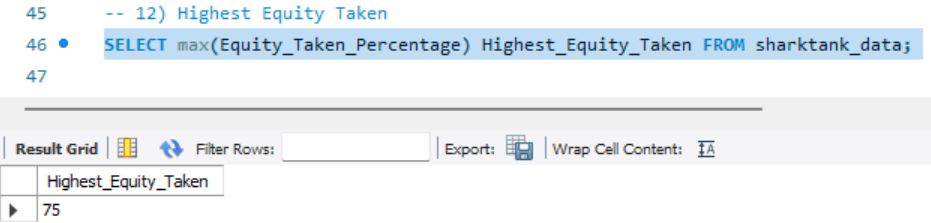 45 -- 12) Highest Equity Taken
46 SELECT max(Equity_Taken_Percentage) Highest_Equity_Taken FROM sharktank_data;
47
Result Grid Filter Rows: Export: Wrap Cell Content: IA
Highest_Equity_Taken
75